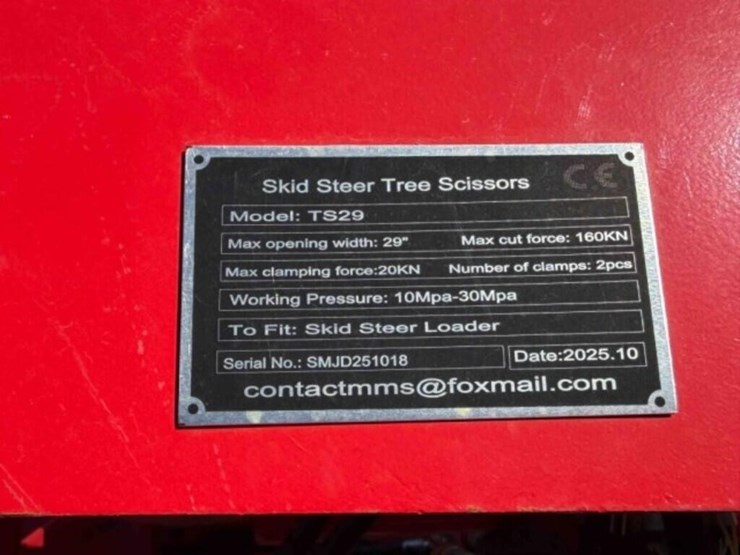 Skid Steer Tree Scissors CE
Model: TS29
Max opening width: 29" Max cut force: 160KN
Max clamping force:20KN Number of clamps: 2pcs
Working Pressure: 10Mpa-30Mpa
To Fit: Skid Steer Loader
Serial No.: SMJD251018 Date:2025.10
contactmms@foxmail.com